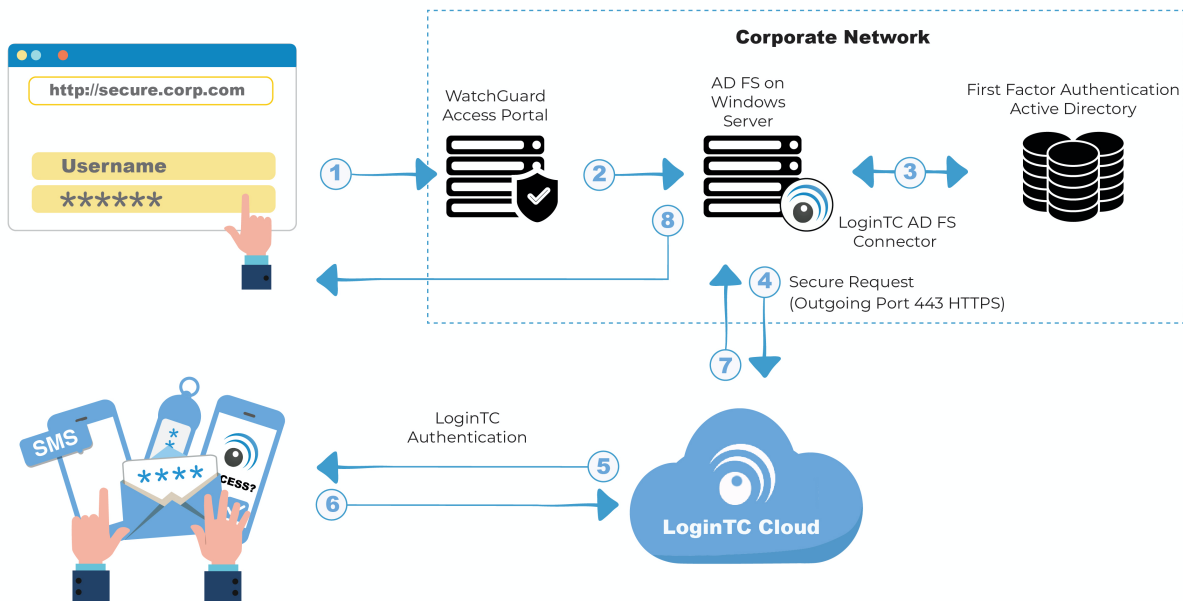 Corporate Network
http://secure.corp.com
Username
******
WatchGuard
Access Portal
AD FS on
Windows
Server
First Factor Authentication
Active Directory
1
2
3
8
LoginTC AD FS
Connector
4
Secure Request
(Outgoing Port 443 HTTPS)
7
SMS
*
*
****
CESS?
LoginTC
Authentication
5
6
LoginTC Cloud